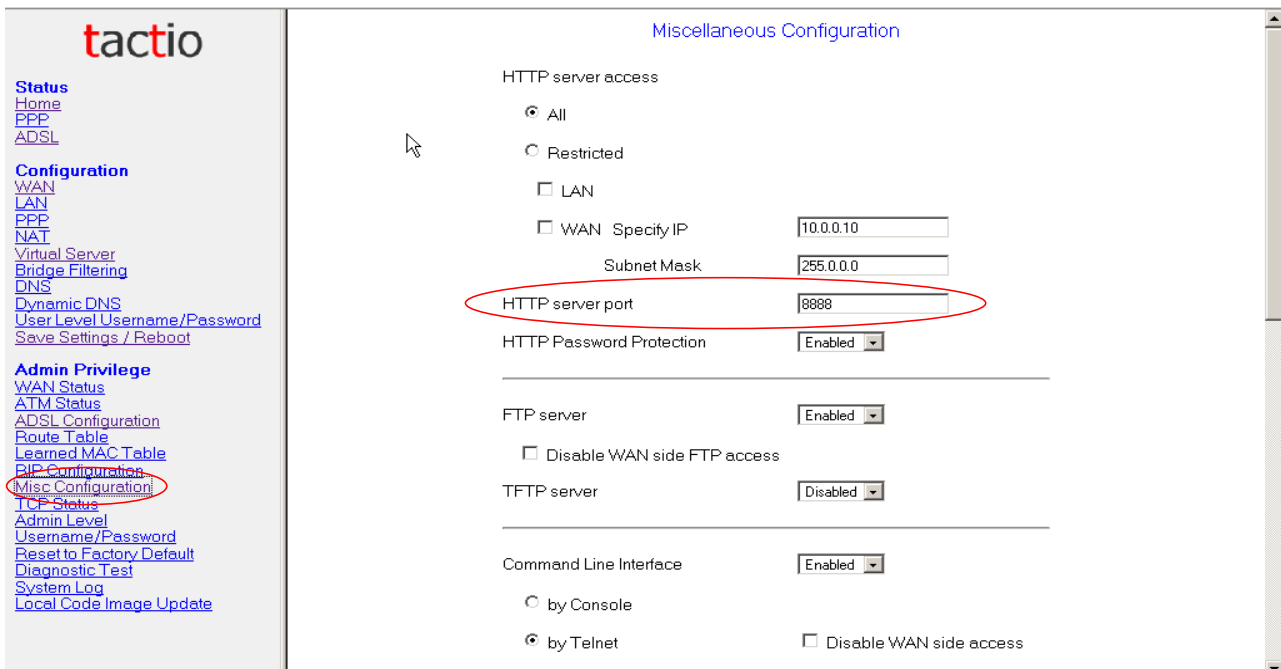 tactio
Status
Home
PPP
ADSL
Configuration
WAN
LAN
PPP
NAT
Virtual Server
Bridge Filtering
DNS
Dynamic DNS
User Level Username/Password
Save Settings / Reboot
Admin Privilege
WAN Status
ATM Status
ADSL Configuration
Route Table
Learned MAC Table
RIP Configuration
Misc Configuration
TCP Status
Admin Level
Username/Password
Reset to Factory Default
Diagnostic Test
System Log
Local Code Image Update
Miscellaneous Configuration
HTTP server access
All
Restricted
LAN
WAN Specify IP 10.0.0.10
Subnet Mask 255.0.0.0
HTTP server port 8888
HTTP Password Protection Enabled
FTP server Enabled
Disable WAN side FTP access
TFTP server Disabled
Command Line Interface Enabled
by Console
by Telnet Disable WAN side access